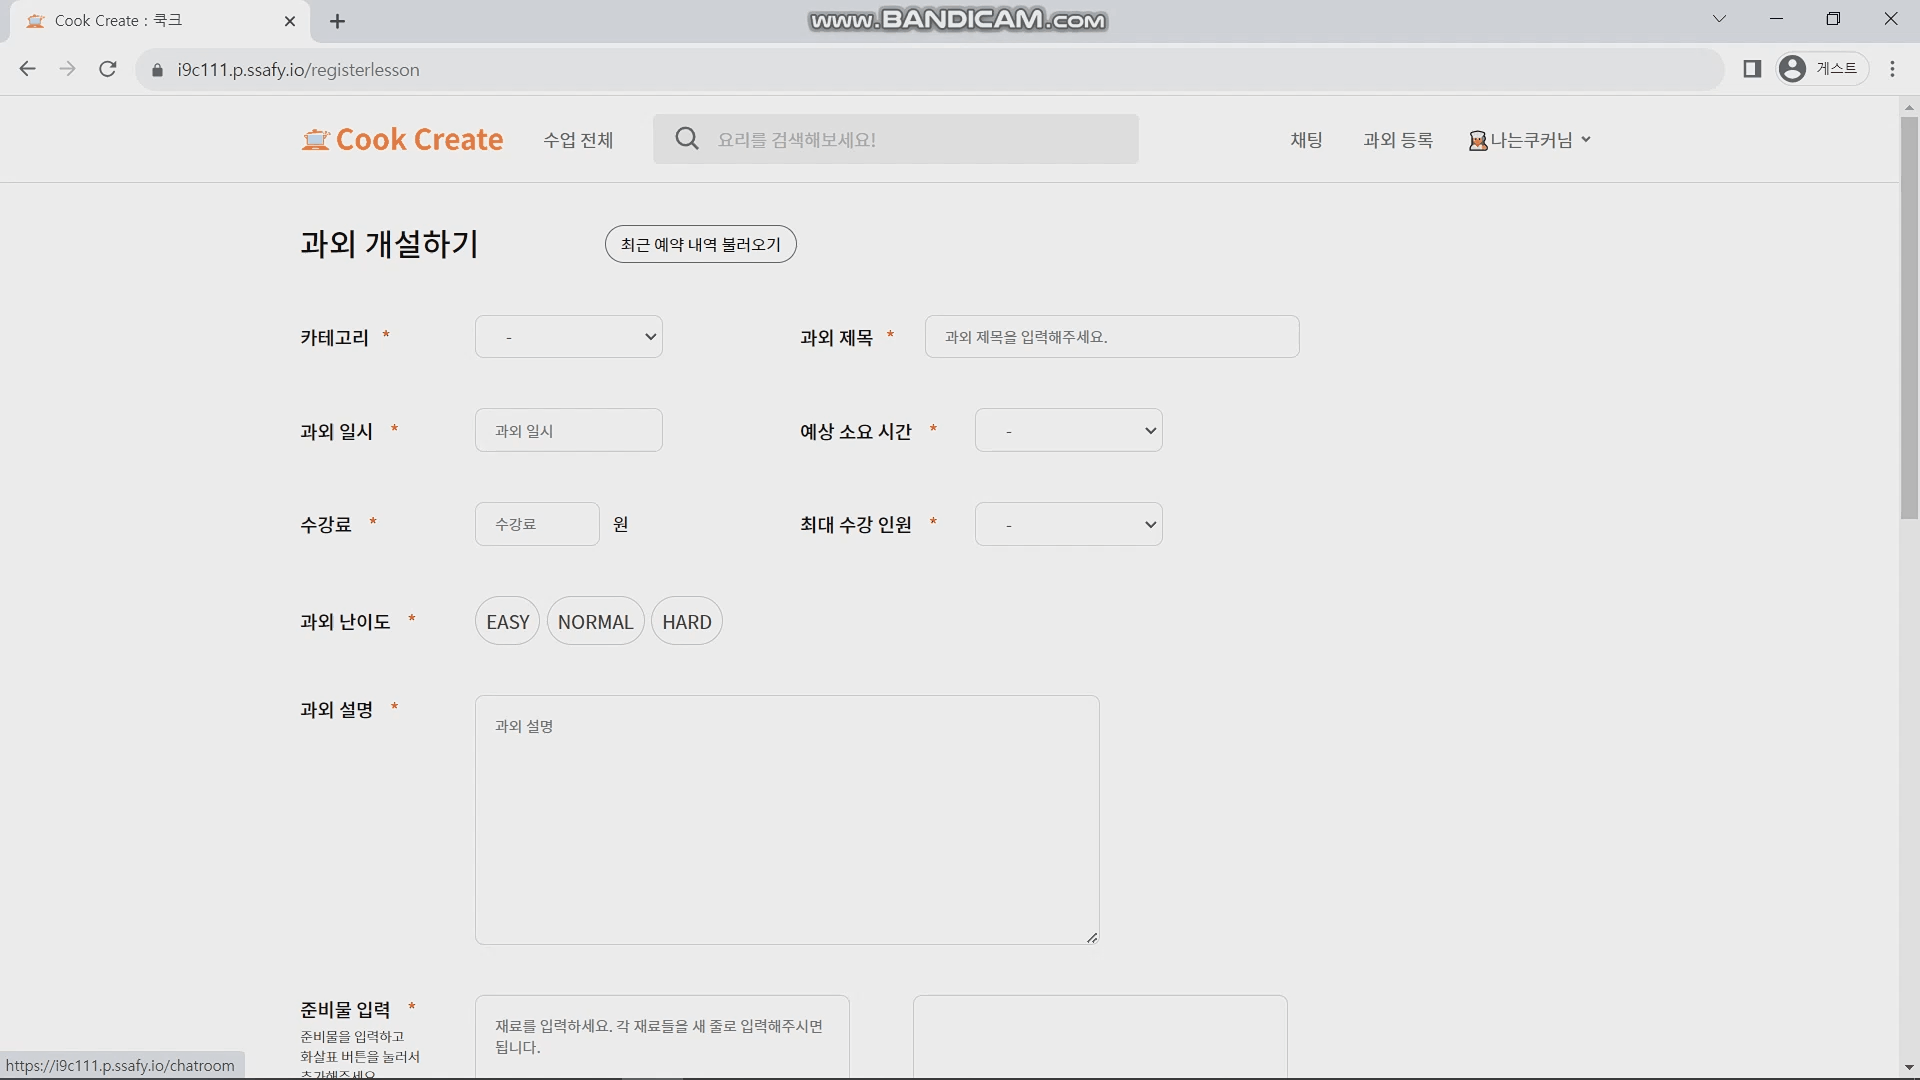 Cook Create : 쿡크
www.BANDICAM.com
i9c111.p.ssafy.io/registerlesson
게스트
Cook Create
수업 전체
요리를 검색해보세요!
채팅
과외 등록
나는쿠커님
과외 개설하기
최근 예약 내역 불러오기
카테고리 *
-
과외 제목 *
과외 제목을 입력해주세요.
과외 일시 *
과외 일시
예상 소요 시간 *
-
수강료 *
수강료
원
최대 수강 인원 *
-
과외 난이도 *
EASY
NORMAL
HARD
과외 설명 *
과외 설명
준비물 입력 *
준비물을 입력하고
화살표 버튼을 눌러서
추가해주세요
재료를 입력하세요. 각 재료들을 새 줄로 입력해주시면
됩니다.
https://i9c111.p.ssafy.io/chatroom